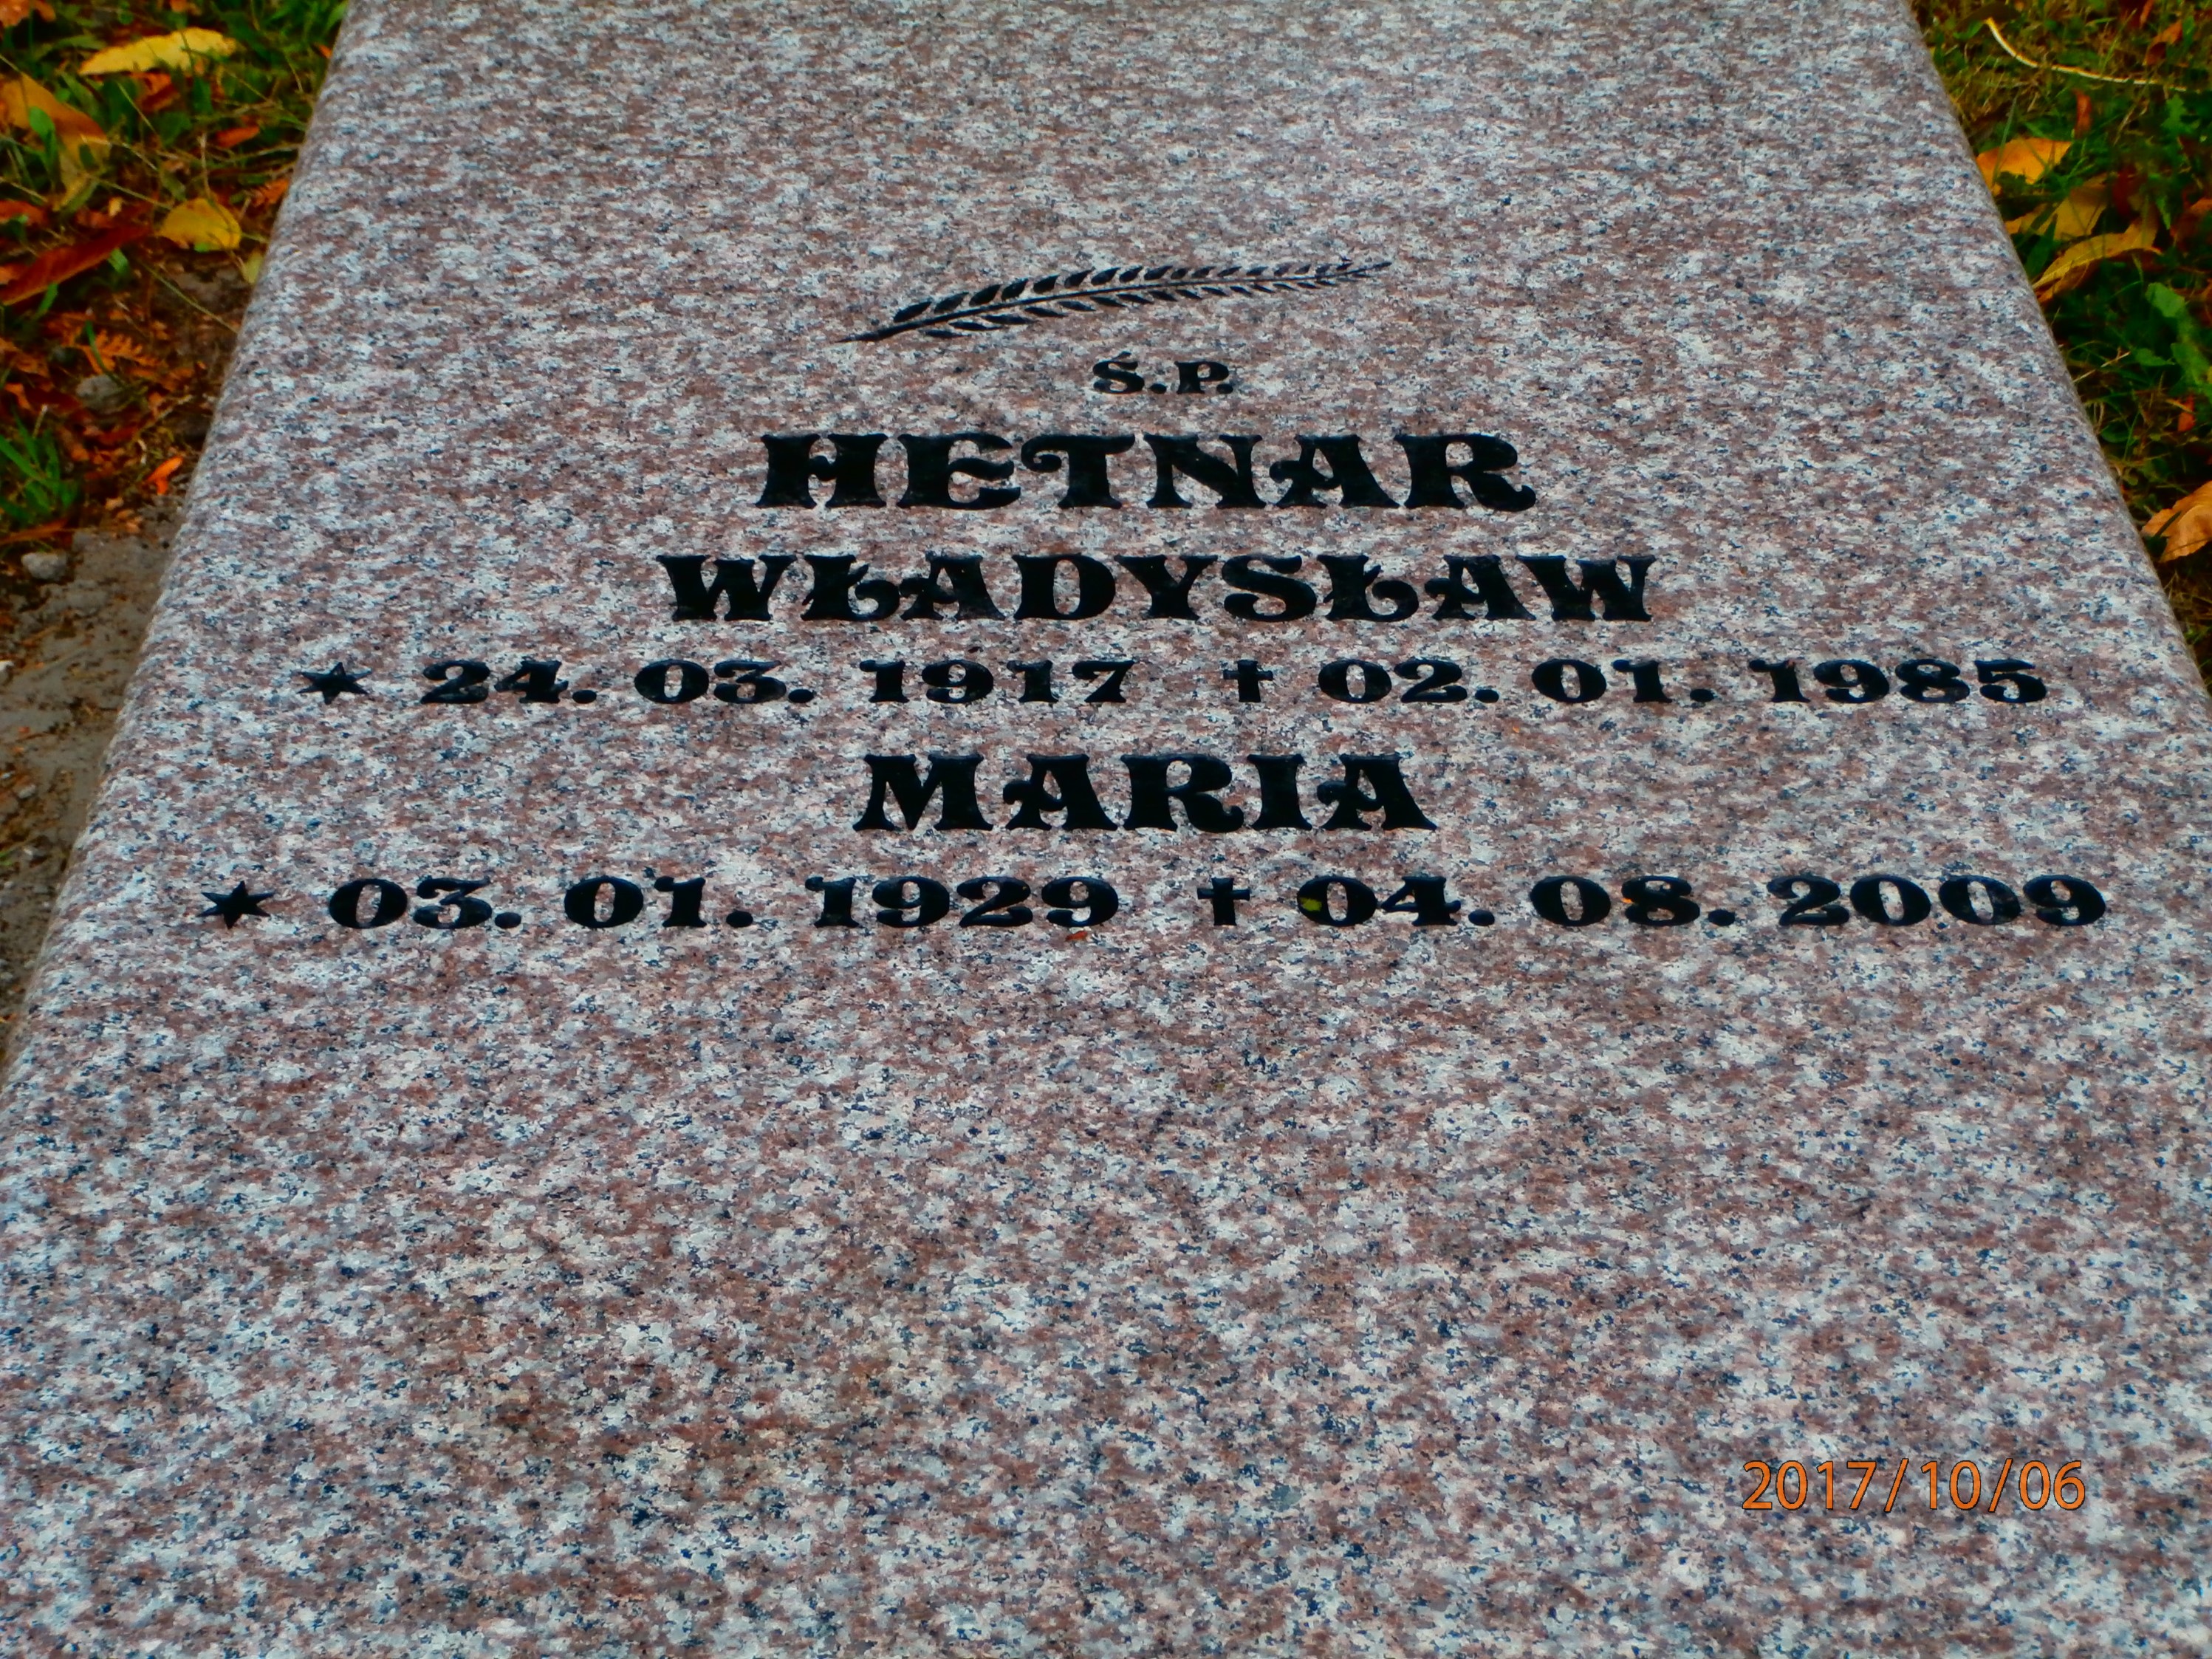 Ś.P.
HETNAR
WŁADYSŁAW
★ 24. 03. 1917 ✝ 02. 01. 1985
MARIA
★ 03. 01. 1929 ✝ 04. 08. 2009
2017/10/06